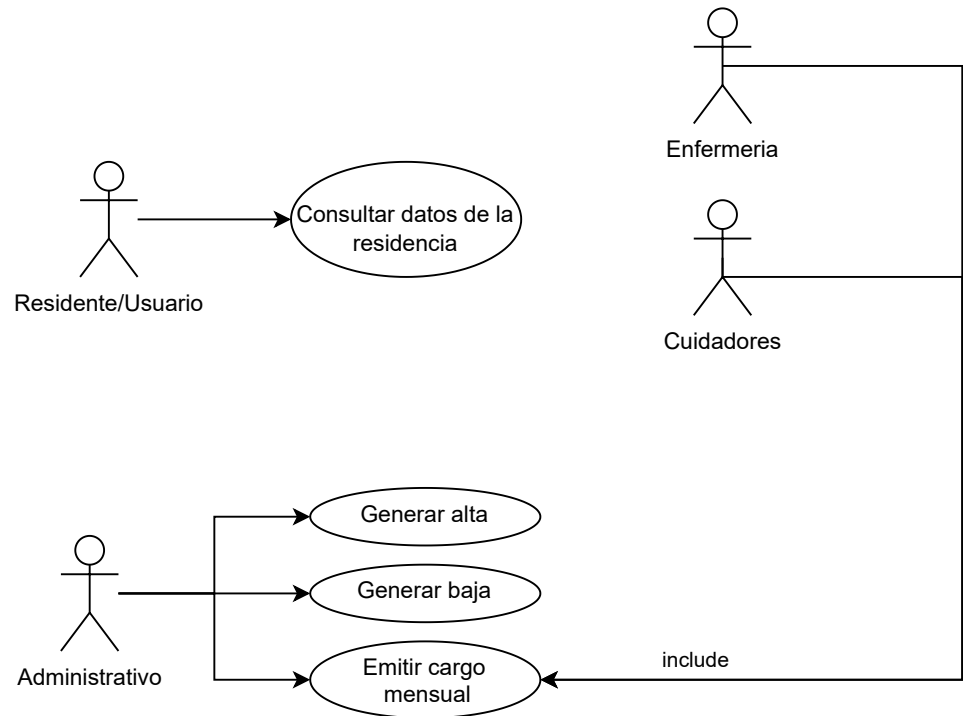 Enfermeria
Consultar datos de la
residencia
Residente/Usuario
Cuidadores
Generar alta
Generar baja
Administrativo
Emitir cargo
mensual
include